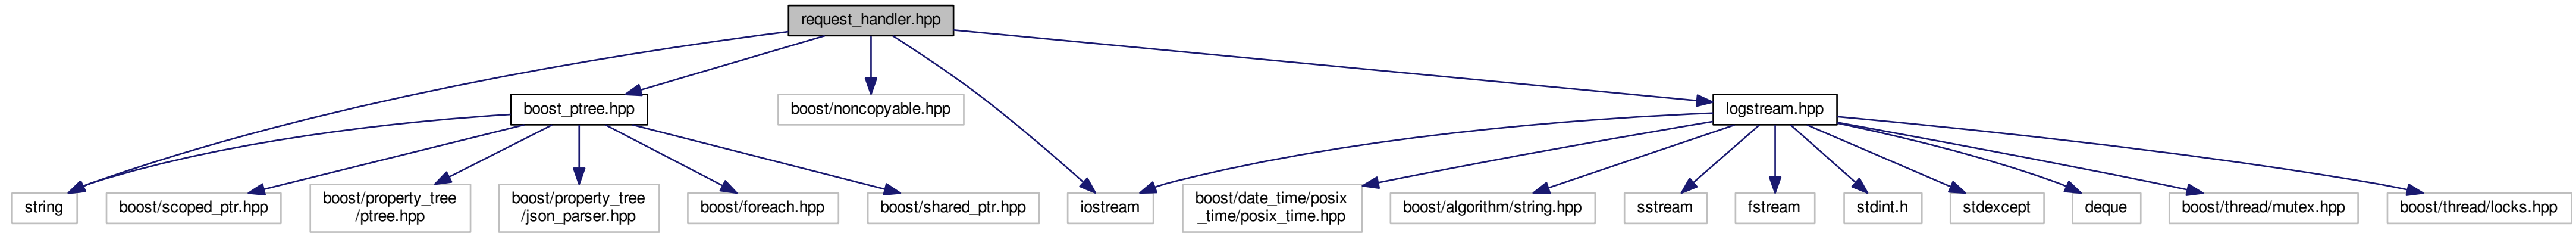 request_handler.hpp
boost_ptree.hpp
boost/noncopyable.hpp
logstream.hpp
string
boost/scoped_ptr.hpp
boost/property_tree
/ptree.hpp
boost/property_tree
/json_parser.hpp
boost/foreach.hpp
boost/shared_ptr.hpp
iostream
boost/date_time/posix
_time/posix_time.hpp
boost/algorithm/string.hpp
sstream
fstream
stdint.h
stdexcept
deque
boost/thread/mutex.hpp
boost/thread/locks.hpp